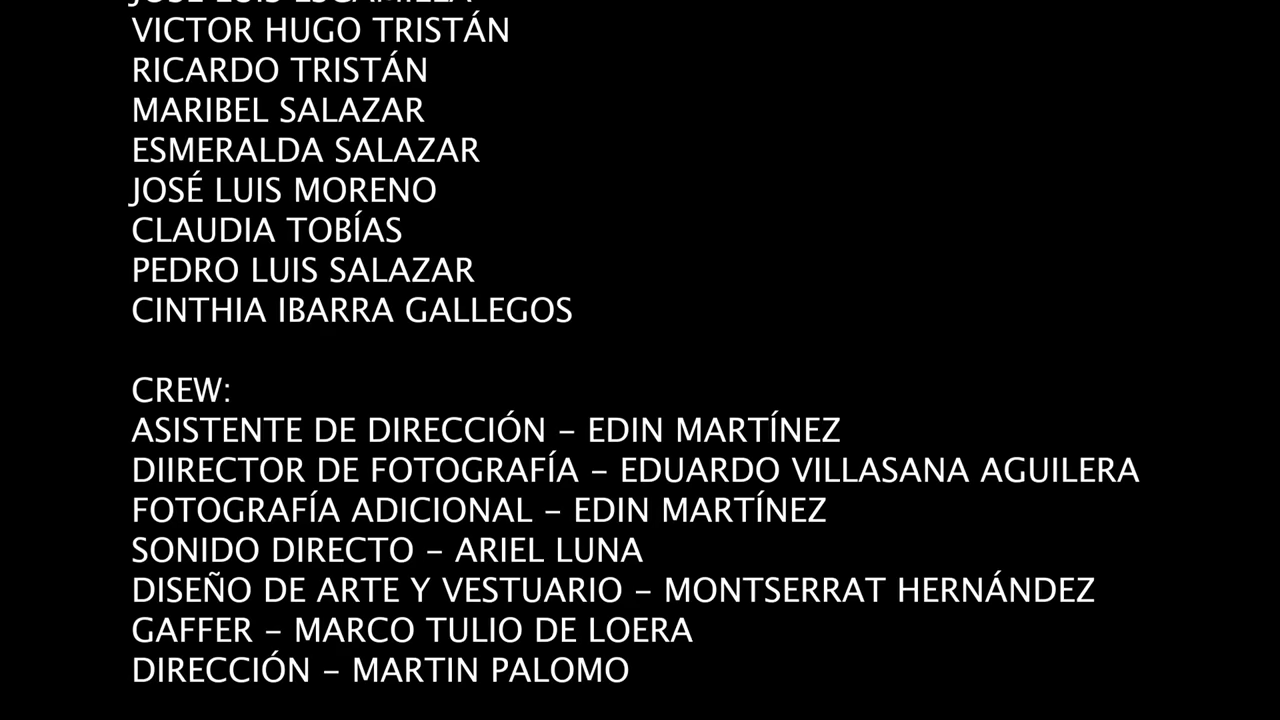 VICTOR HUGO TRISTÁN
RICARDO TRISTÁN
MARIBEL SALAZAR
ESMERALDA SALAZAR
JOSÉ LUIS MORENO
CLAUDIA TOBÍAS
PEDRO LUIS SALAZAR
CINTHIA IBARRA GALLEGOS
CREW:
ASISTENTE DE DIRECCIÓN – EDIN MARTÍNEZ
DIIRECTOR DE FOTOGRAFÍA – EDUARDO VILLASANA AGUILERA
FOTOGRAFÍA ADICIONAL – EDIN MARTÍNEZ
SONIDO DIRECTO – ARIEL LUNA
DISEÑO DE ARTE Y VESTUARIO – MONTSERRAT HERNÁNDEZ
GAFFER – MARCO TULIO DE LOERA
DIRECCIÓN – MARTIN PALOMO